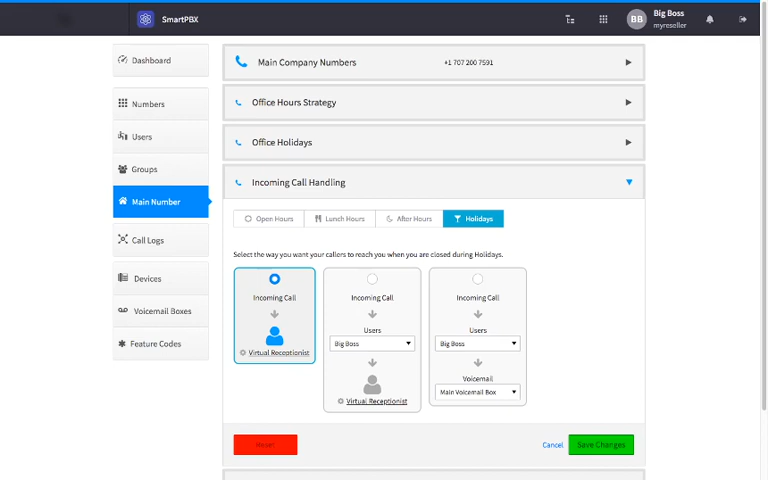 SmartPBX
BB
Big Boss
myreseller
Dashboard
Numbers
Users
Groups
Main Number
Call Logs
Devices
Voicemail Boxes
Feature Codes
Main Company Numbers
+1 707 200 7591
Office Hours Strategy
Office Holidays
Incoming Call Handling
Open Hours
Lunch Hours
After Hours
Holidays
Select the way you want your callers to reach you when you are closed during Holidays.
Incoming Call
Virtual Receptionist
Incoming Call
Users
Big Boss
Virtual Receptionist
Incoming Call
Users
Big Boss
Voicemail
Main Voicemail Box
Reset
Cancel
Save Changes